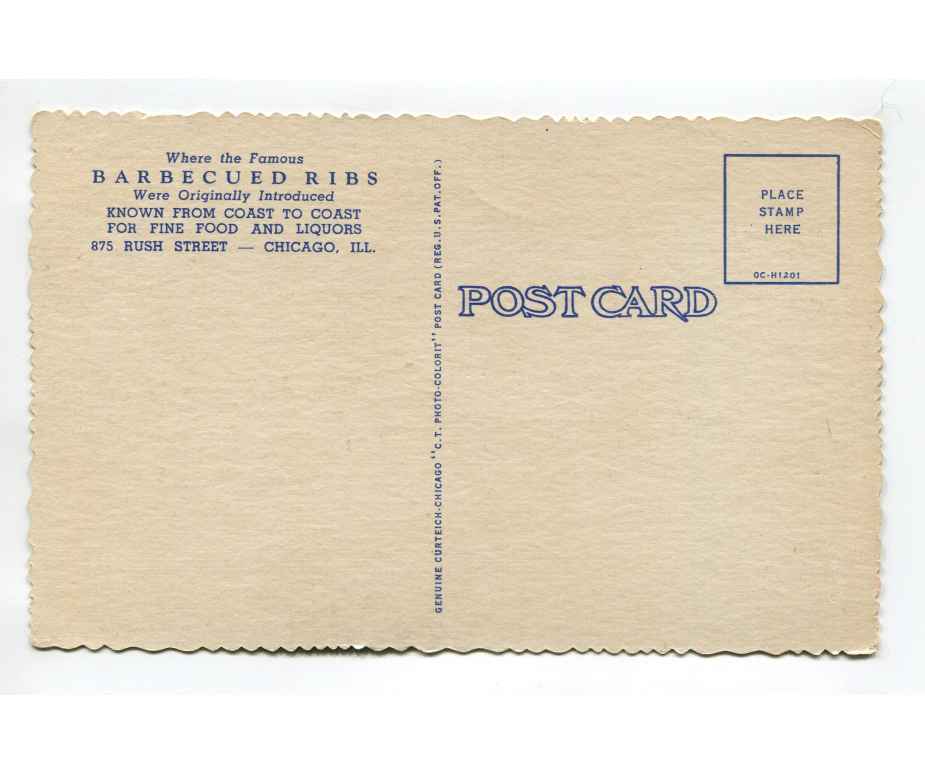 Where the Famous
BARBECUED RIBS
Were Originally Introduced
KNOWN FROM COAST TO COAST
FOR FINE FOOD AND LIQUORS
875 RUSH STREET — CHICAGO, ILL.
GENUINE CURTEICH-CHICAGO "C.T. PHOTO-COLORIT" POST CARD (REG. U.S. PAT. OFF.)
POST CARD
PLACE
STAMP
HERE
OC-H1201